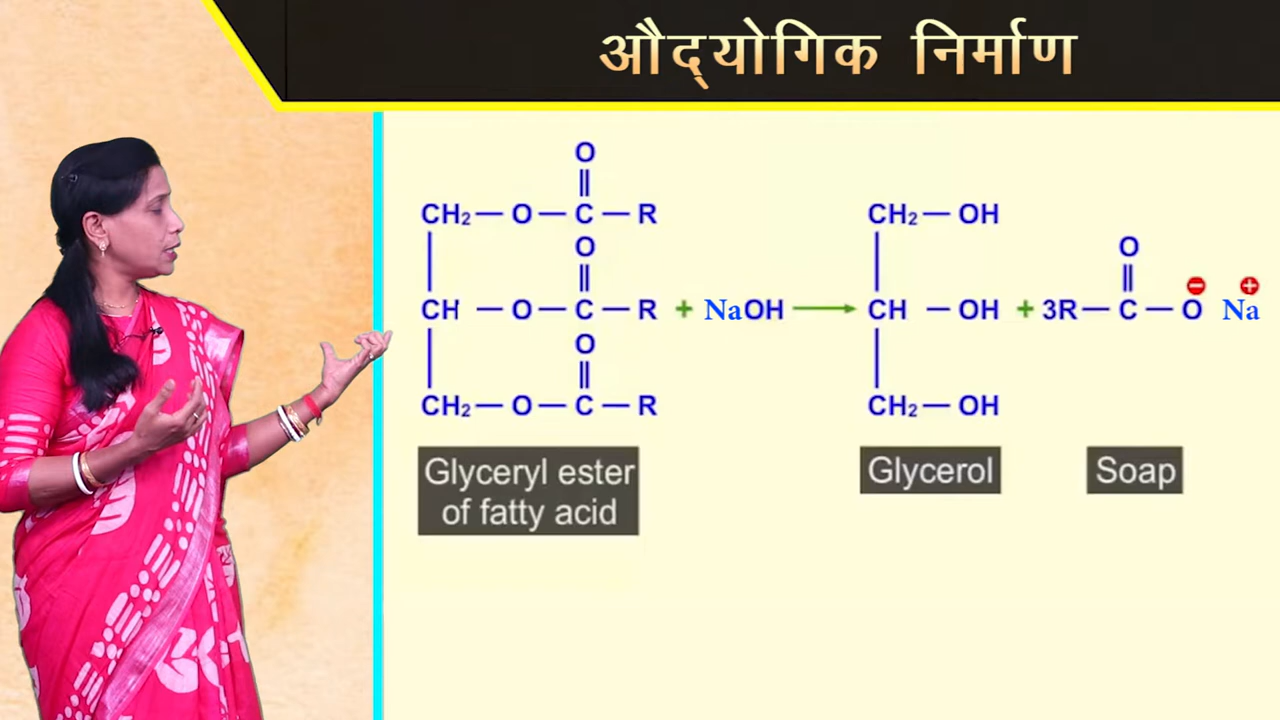 औद्योगिक निर्माण
O
CH₂ — O — C — R
O
CH — O — C — R + NaOH → CH — OH + 3R — C — O⊖ Na⊕
O
CH₂ — O — C — R
CH₂ — OH
O
CH₂ — OH
Glyceryl ester
of fatty acid
Glycerol
Soap